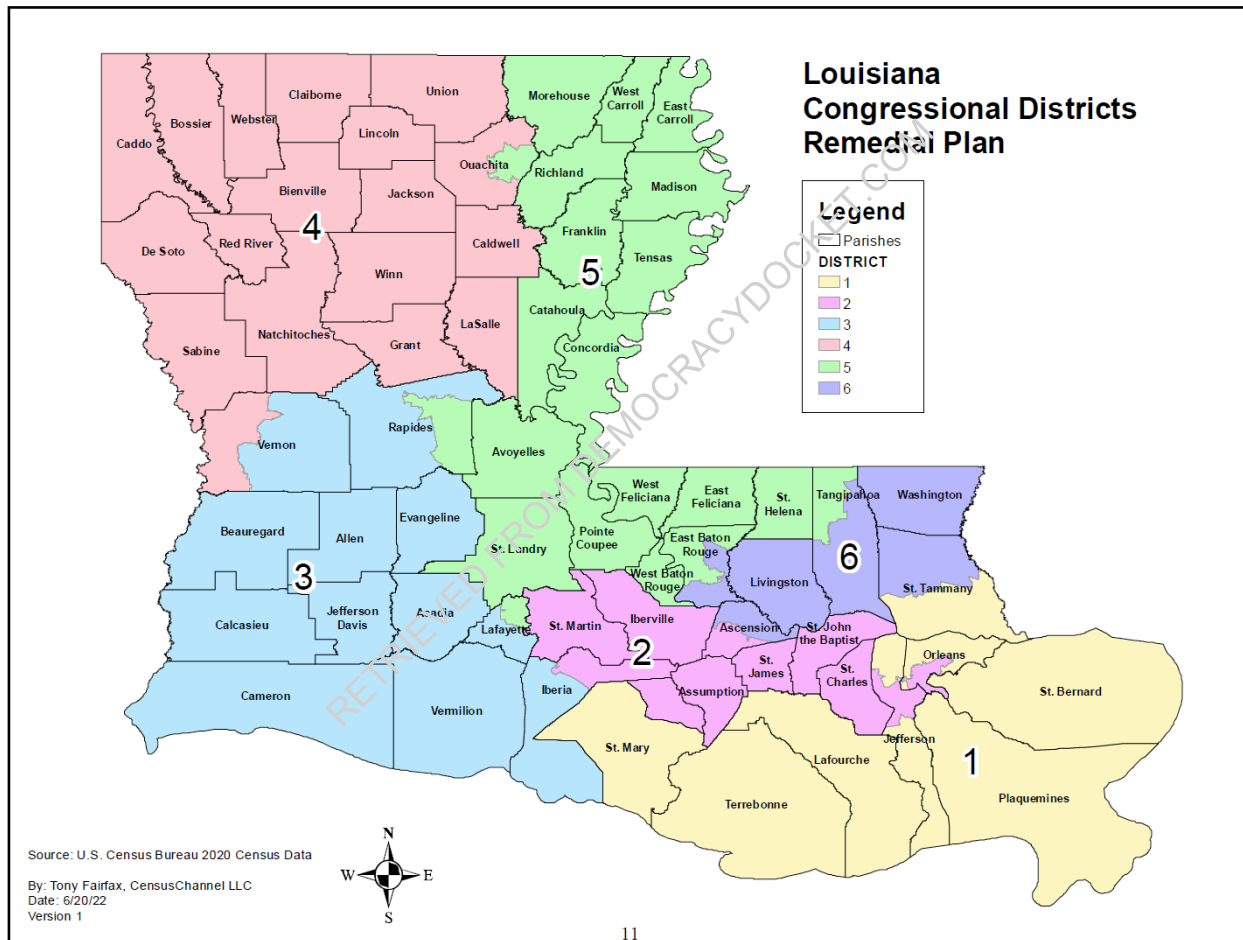 Louisiana
Congressional Districts
Remedial Plan
Legend
Parishes
DISTRICT
1
2
3
4
5
6
Caddo
Bossier
Webster
Claiborne
Union
Lincoln
Ouachita
Bienville
Jackson
4
De Soto
Red River
Winn
Caldwell
Sabine
Natchitoches
Grant
LaSalle
Morehouse
West
Carroll
East
Carroll
Richland
Madison
Franklin
5
Tensas
Catahoula
Concordia
Vernon
Rapides
Avoyelles
Beauregard
Allen
Evangeline
St. Landry
3
Calcasieu
Jefferson
Davis
Acadia
Lafayette
Cameron
Vermilion
Iberia
West
Feliciana
East
Feliciana
St.
Helena
Tangipahoa
Washington
Pointe
Coupee
East Baton
Rouge
West Baton
Rouge
Livingston
6
St. Tammany
St. Martin
Iberville
2
Ascension
St. John
the Baptist
St.
James
St.
Charles
Assumption
Orleans
St. Bernard
St. Mary
Terrebonne
Lafourche
Jefferson
1
Plaquemines
RETRIEVED FROM DEMOCRACYDOCKET.COM
Source: U.S. Census Bureau 2020 Census Data
By: Tony Fairfax, CensusChannel LLC
Date: 6/20/22
Version 1
N
W
E
S
11